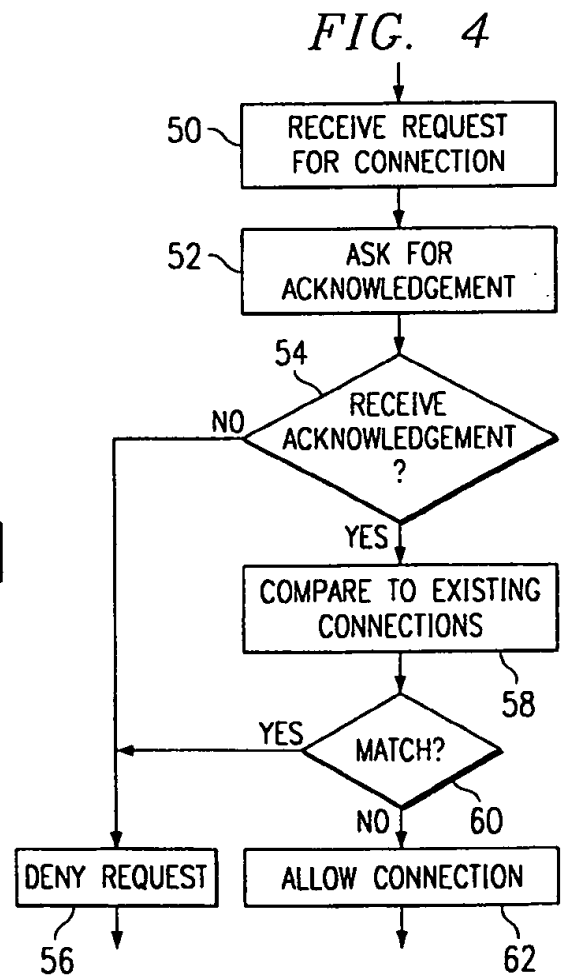 FIG. 4
50
RECEIVE REQUEST
FOR CONNECTION
52
ASK FOR
ACKNOWLEDGEMENT
54
RECEIVE
ACKNOWLEDGEMENT
?
NO
YES
COMPARE TO EXISTING
CONNECTIONS
58
YES
MATCH?
60
NO
DENY REQUEST
ALLOW CONNECTION
56
62